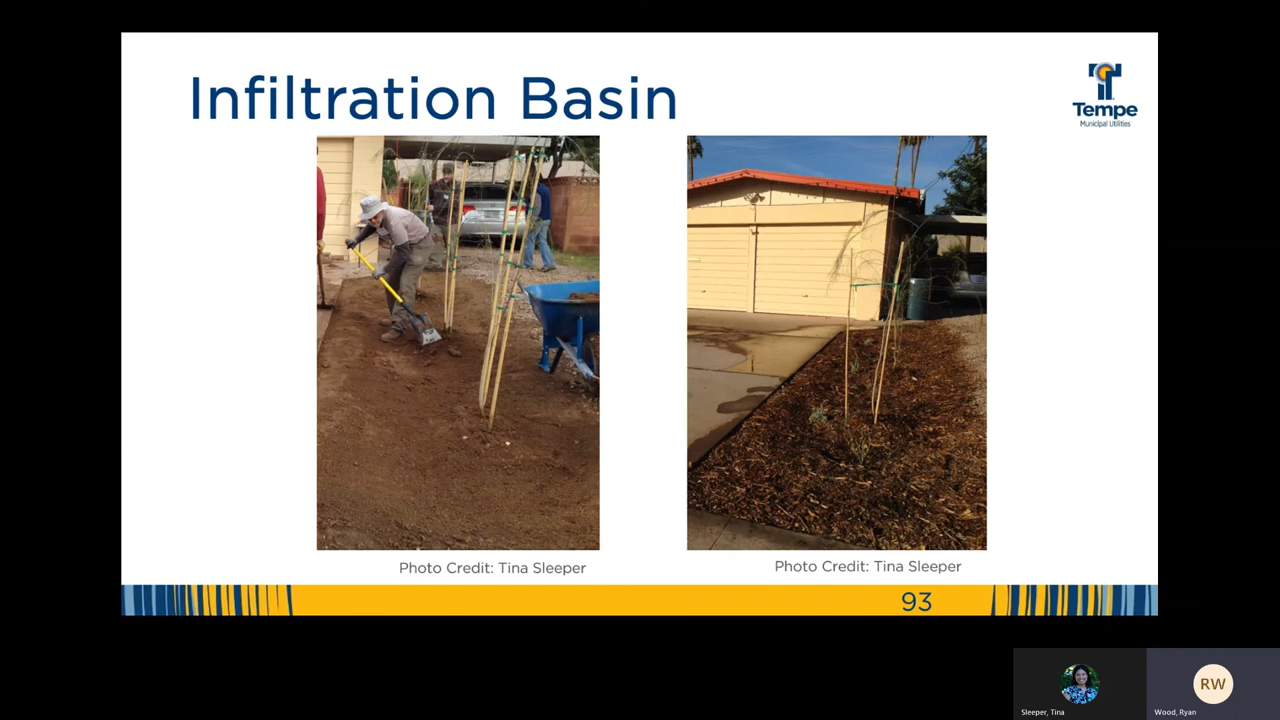 Infiltration Basin
Tempe
Municipal Utilities
Photo Credit: Tina Sleeper
Photo Credit: Tina Sleeper
93
RW
Sleeper, Tina
Wood, Ryan